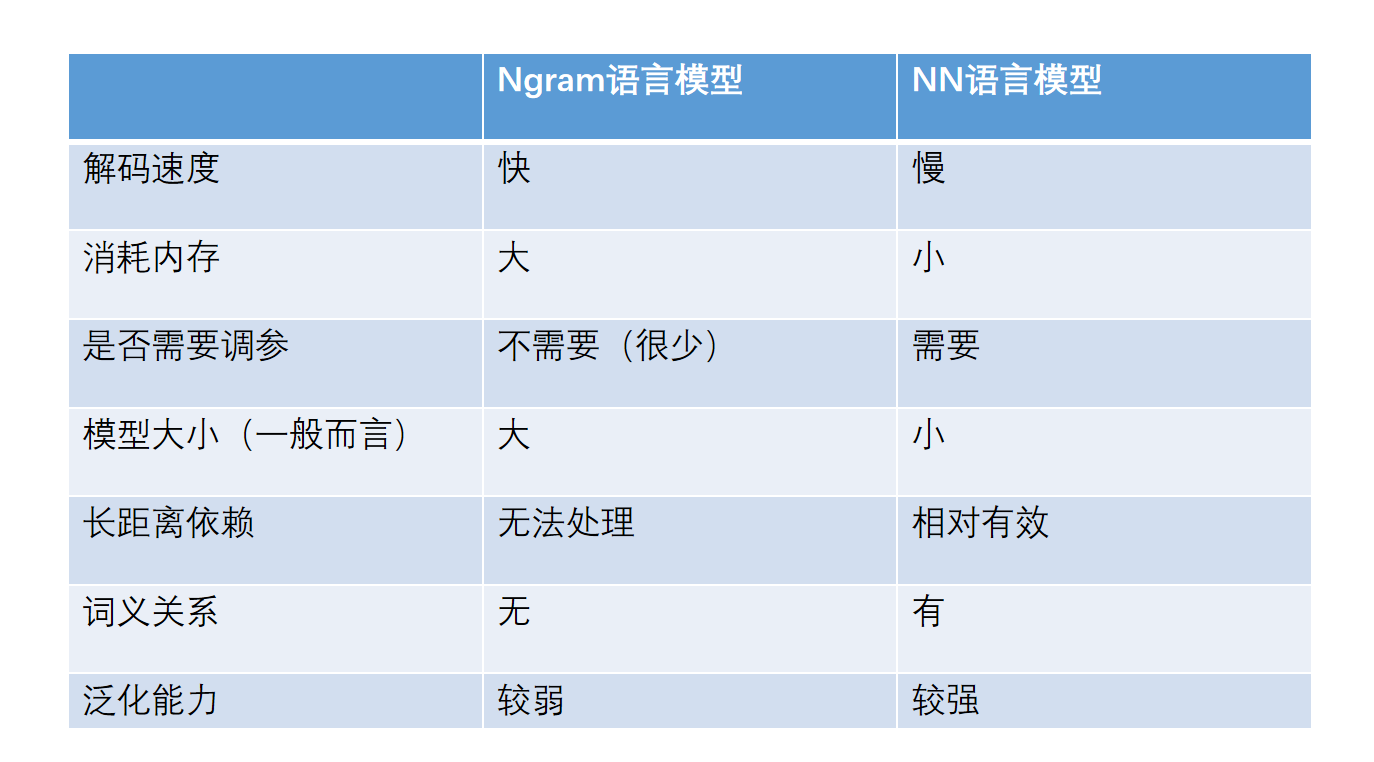 Ngram语言模型 NN语言模型
解码速度 快 慢
消耗内存 大 小
是否需要调参 不需要（很少） 需要
模型大小（一般而言） 大 小
长距离依赖 无法处理 相对有效
词义关系 无 有
泛化能力 较弱 较强